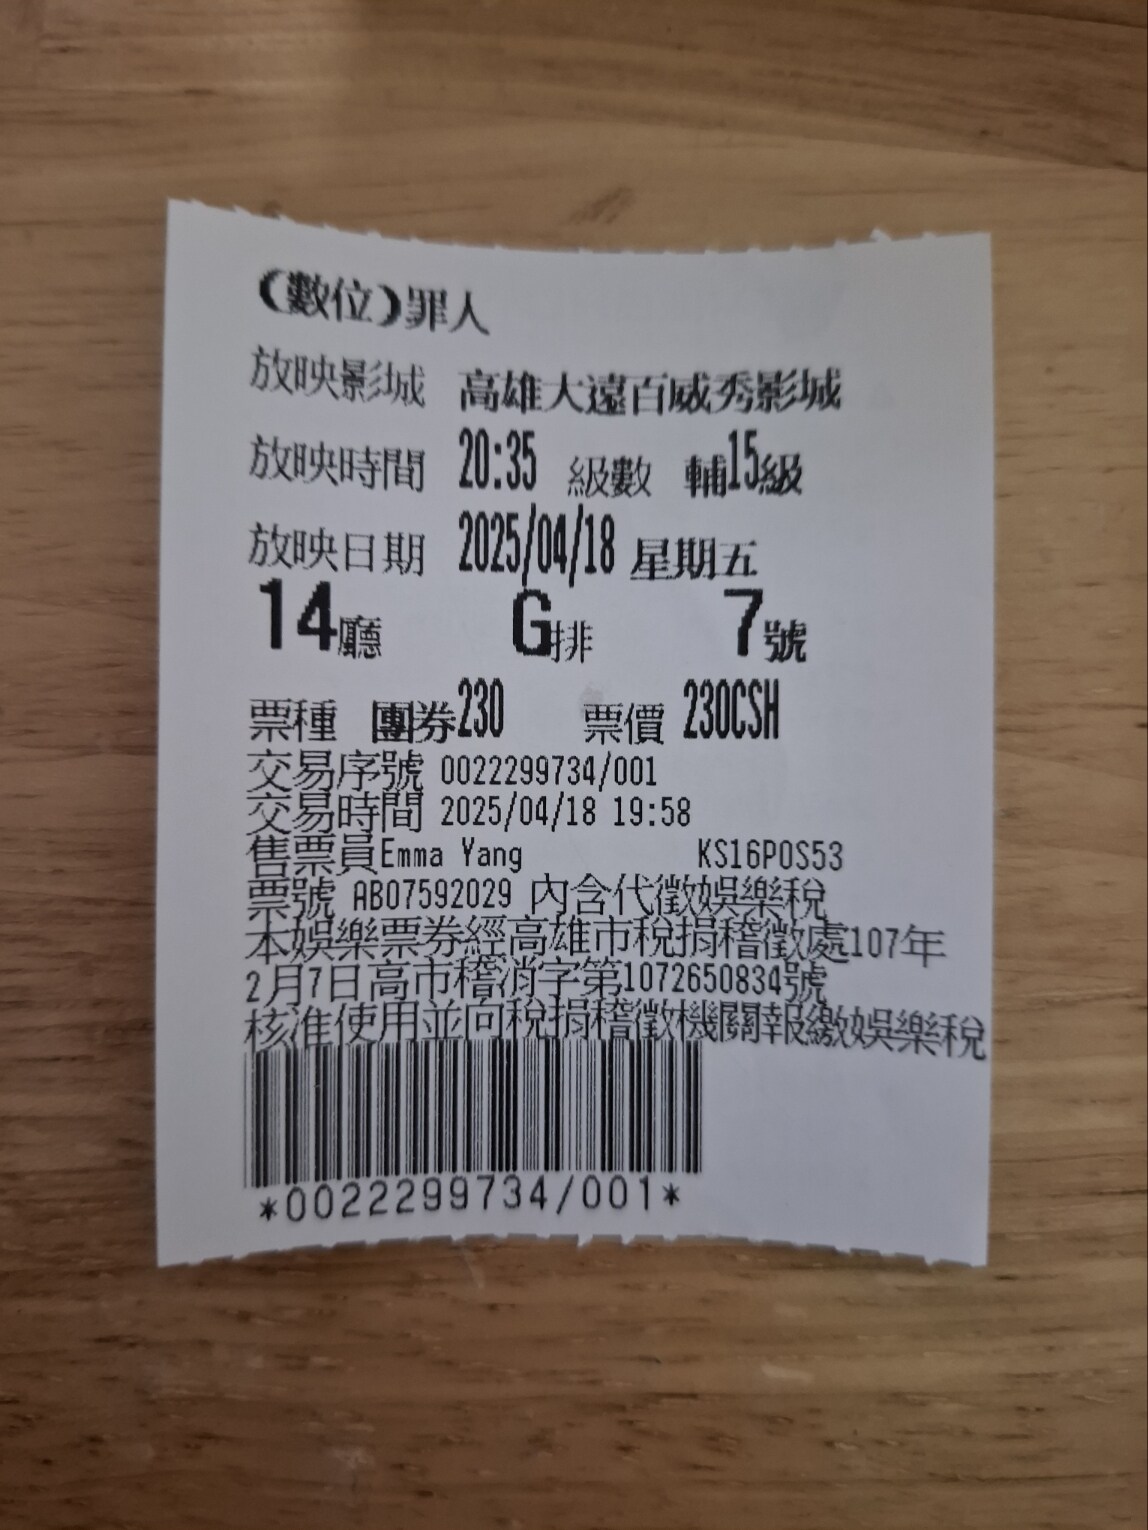 (數位)罪人
放映影城 高雄大遠百威秀影城
放映時間 20:35 級數 輔15級
放映日期 2025/04/18 星期五
14廳 G排 7號
票種 團券230 票價 230CSH
交易序號 0022299734/001
交易時間 2025/04/18 19:58
售票員Emma Yang KS16POS53
票號 AB07592029 內含代徵娛樂稅
本娛樂票券經高雄市稅捐稽徵處107年
2月7日高市稽消字第1072650834號
核准使用並向稅捐稽徵機關報繳娛樂稅
*0022299734/001*